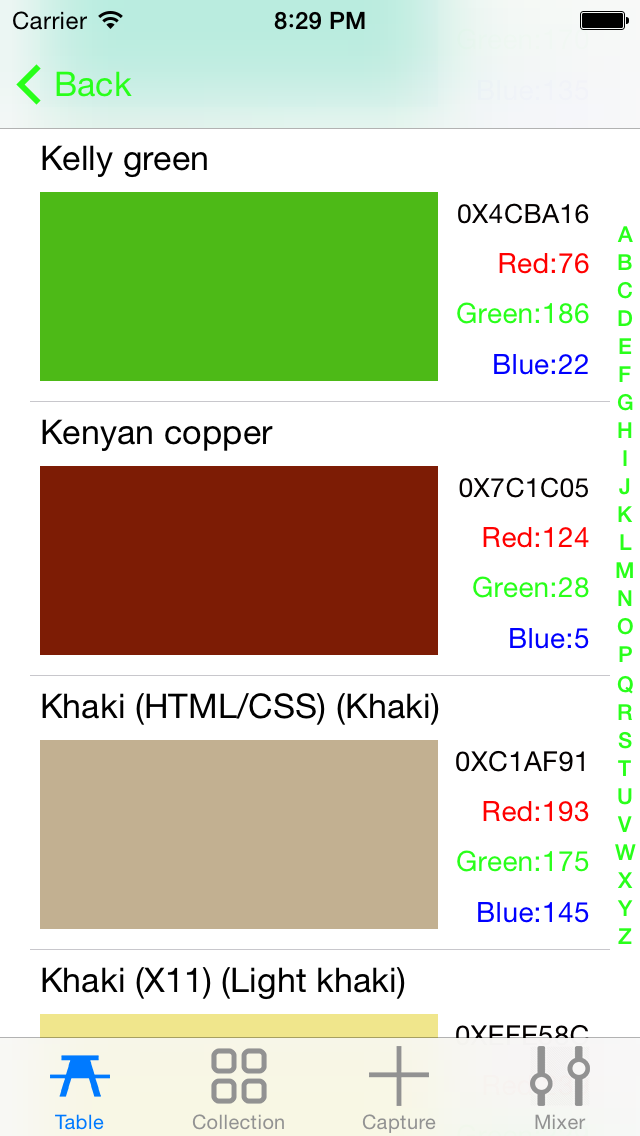 Carrier 8:29 PM
Back
Blue:135
Kelly green
0X4CBA16
Red:76
Green:186
Blue:22
Kenyan copper
0X7C1C05
Red:124
Green:28
Blue:5
Khaki (HTML/CSS) (Khaki)
0XC1AF91
Red:193
Green:175
Blue:145
Khaki (X11) (Light khaki)
A
B
C
D
E
F
G
H
I
J
K
L
M
N
O
P
Q
R
S
T
U
V
W
X
Y
Z
Table Collection Capture Mixer